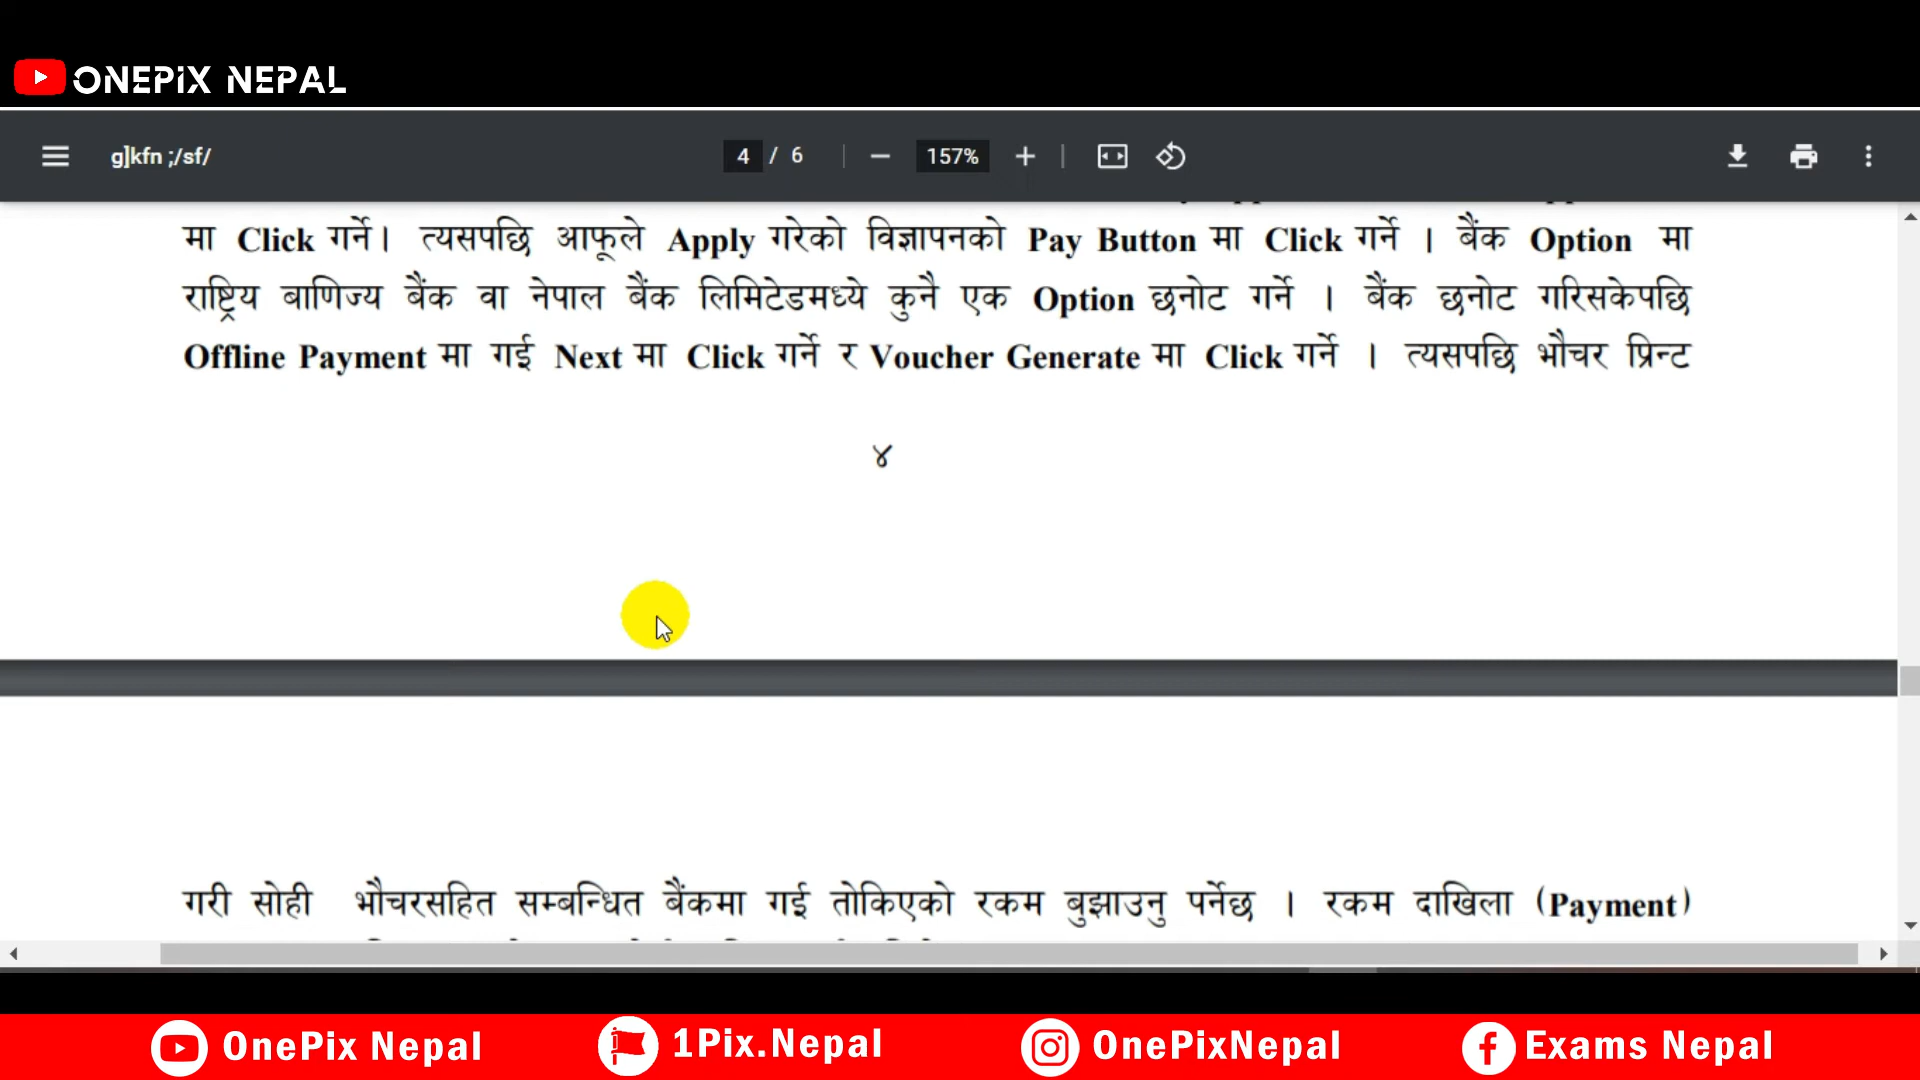 ONEPiX NEPAL
g]kfn ;/sf/
4 / 6
157%
मा Click गर्ने। त्यसपछि आफूले Apply गरेको विज्ञापनको Pay Button मा Click गर्ने । बैंक Option मा
राष्ट्रिय बाणिज्य बैंक वा नेपाल बैंक लिमिटेडमध्ये कुनै एक Option छनोट गर्ने । बैंक छनोट गरिसकेपछि
Offline Payment मा गई Next मा Click गर्ने र Voucher Generate मा Click गर्ने । त्यसपछि भौचर प्रिन्ट
४
गरी सोही भौचरसहित सम्बन्धित बैंकमा गई तोकिएको रकम बुझाउनु पर्नेछ । रकम दाखिला (Payment)
OnePix Nepal
1Pix.Nepal
OnePixNepal
Exams Nepal